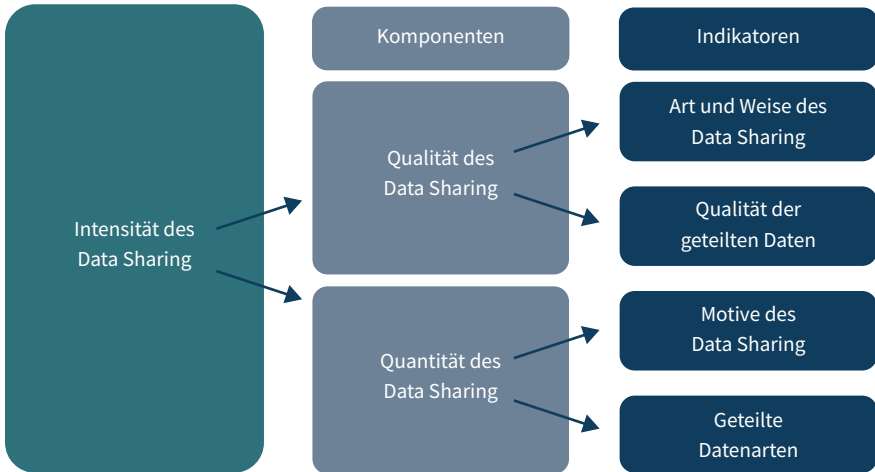 Komponenten
Indikatoren
Intensität des
Data Sharing
Qualität des
Data Sharing
Art und Weise des
Data Sharing
Qualität der
geteilten Daten
Quantität des
Data Sharing
Motive des
Data Sharing
Geteilte
Datenarten